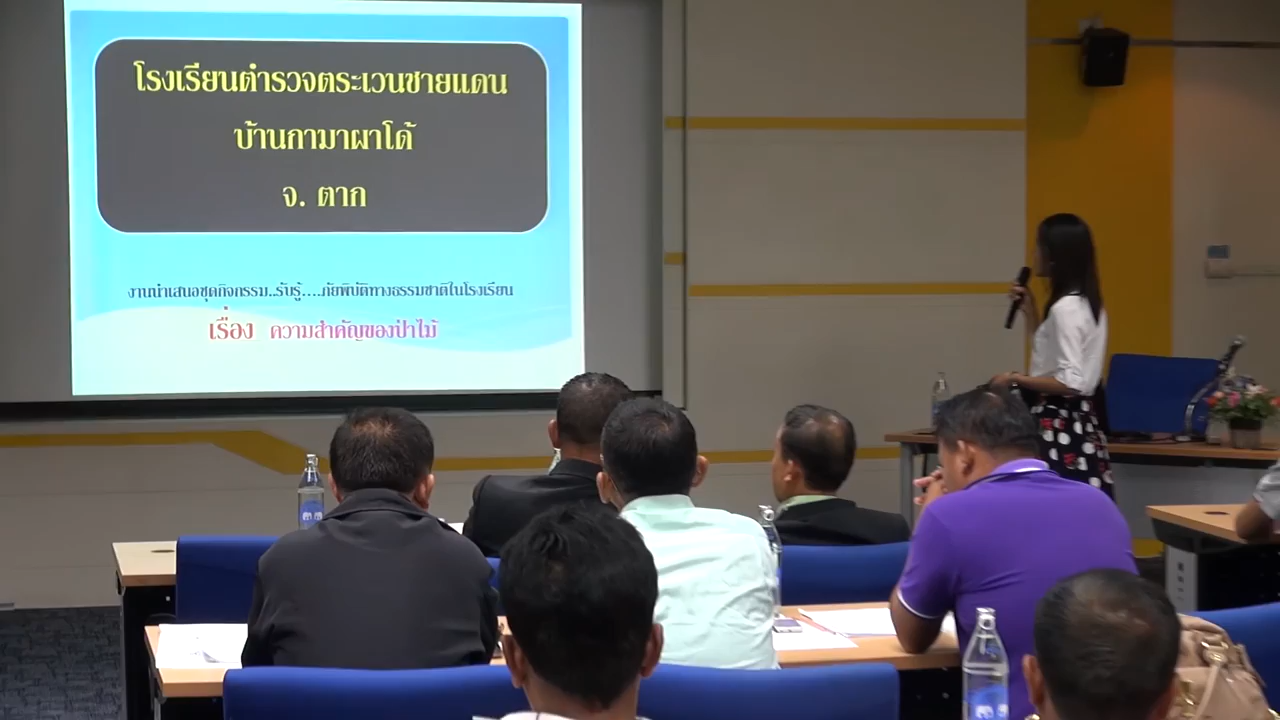 โรงเรียนตำรวจตระเวนชายแดน
บ้านกามาผาโด้
จ. ตาก
งานนำเสนอชุดกิจกรรม..รับรู้....ภัยพิบัติทางธรรมชาติในโรงเรียน
เรื่อง ความสำคัญของป่าไม้